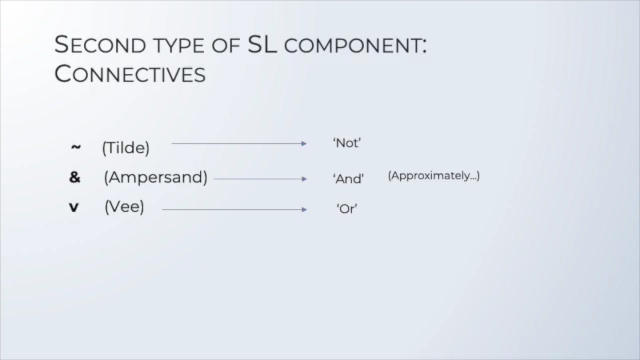 SECOND TYPE OF SL COMPONENT:
CONNECTIVES
~ (Tilde) 'Not'
& (Ampersand) 'And' (Approximately...)
v (Vee) 'Or'